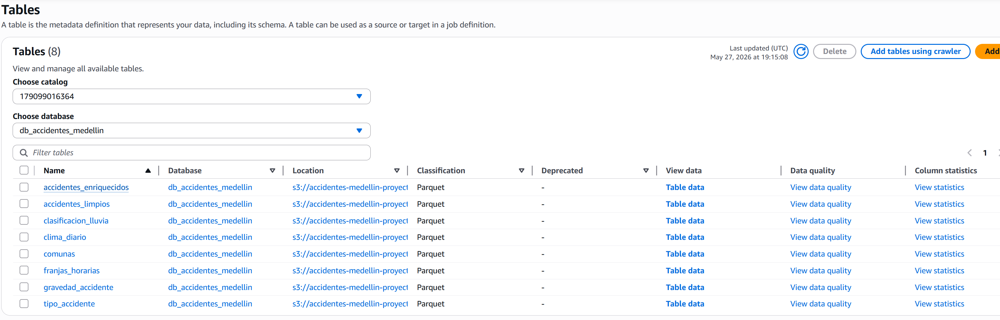 Tables
A table is the metadata definition that represents your data, including its schema. A table can be used as a source or target in a job definition.
Tables (8)
Last updated (UTC)
May 27, 2026 at 19:15:08
Delete
Add tables using crawler
Add
View and manage all available tables.
Choose catalog
179099016364
Choose database
db_accidentes_medellin
Filter tables
1
Name Database Location Classification Deprecated View data Data quality Column statistics
accidentes_enriquecidos db_accidentes_medellin s3://accidentes-medellin-proyect Parquet - Table data View data quality View statistics
accidentes_limpios db_accidentes_medellin s3://accidentes-medellin-proyect Parquet - Table data View data quality View statistics
clasificacion_lluvia db_accidentes_medellin s3://accidentes-medellin-proyect Parquet - Table data View data quality View statistics
clima_diario db_accidentes_medellin s3://accidentes-medellin-proyect Parquet - Table data View data quality View statistics
comunas db_accidentes_medellin s3://accidentes-medellin-proyect Parquet - Table data View data quality View statistics
franjas_horarias db_accidentes_medellin s3://accidentes-medellin-proyect Parquet - Table data View data quality View statistics
gravedad_accidente db_accidentes_medellin s3://accidentes-medellin-proyect Parquet - Table data View data quality View statistics
tipo_accidente db_accidentes_medellin s3://accidentes-medellin-proyect Parquet - Table data View data quality View statistics